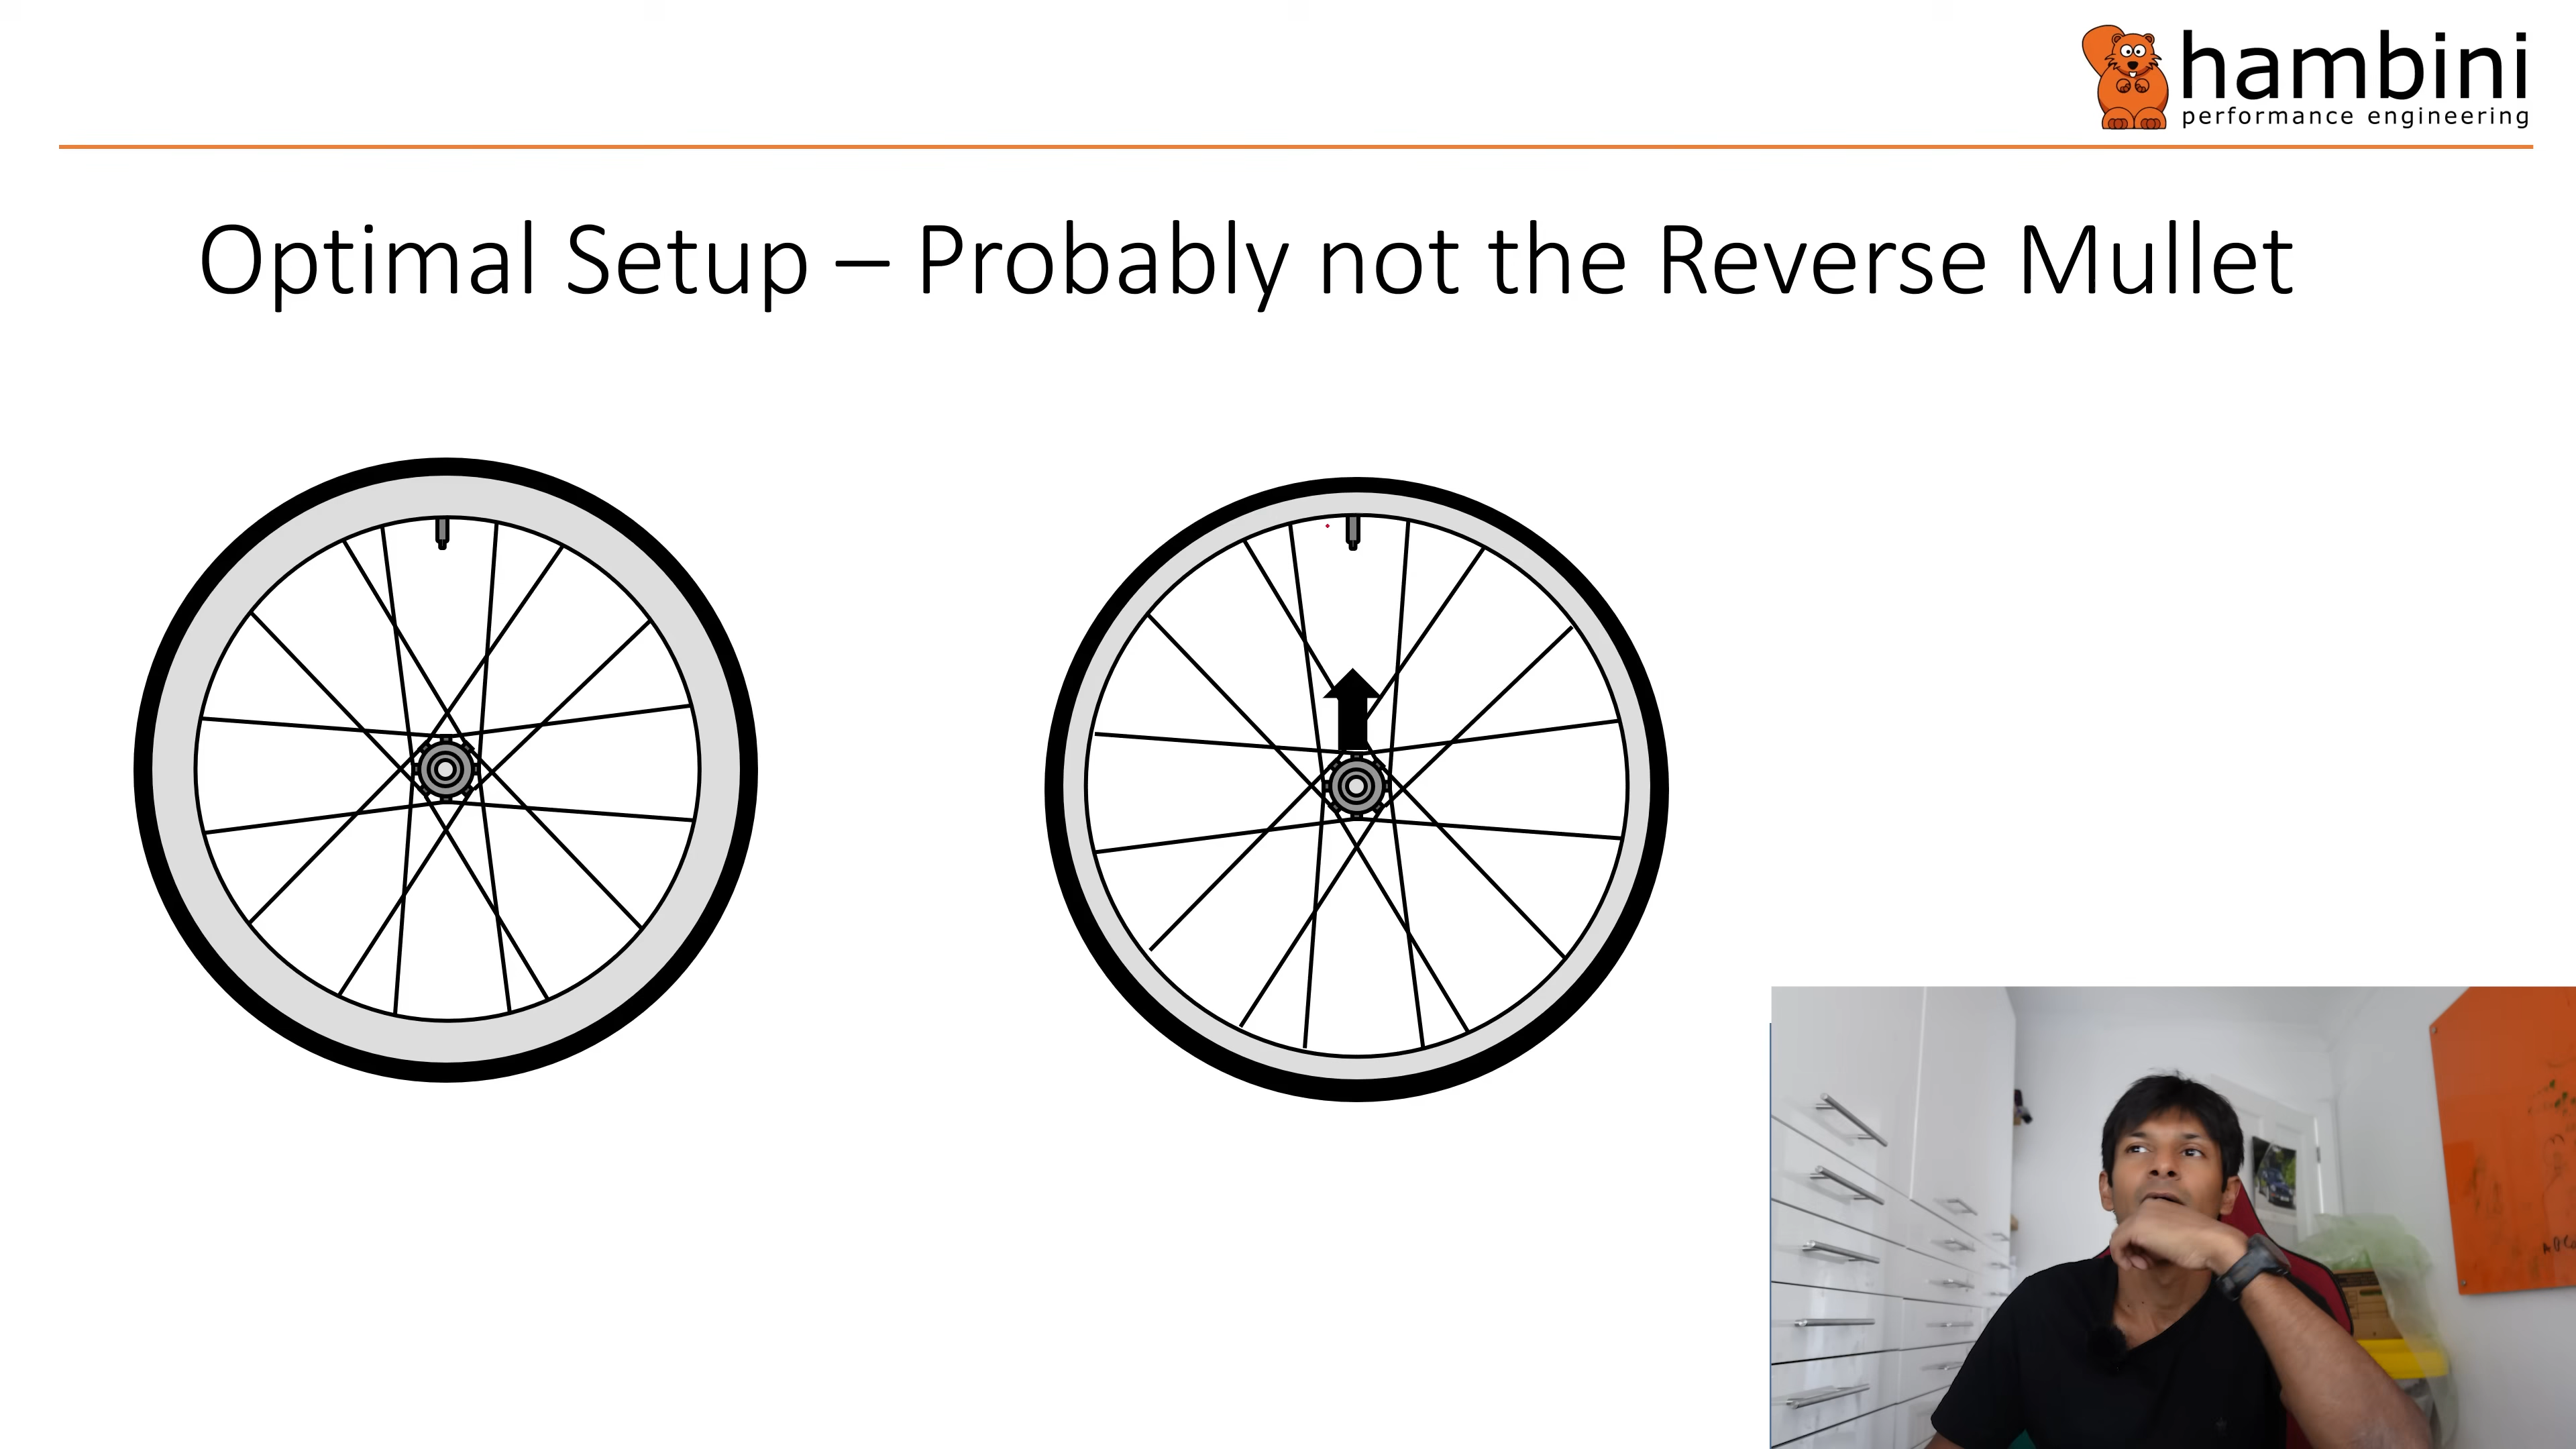 hambini
performance engineering
Optimal Setup – Probably not the Reverse Mullet